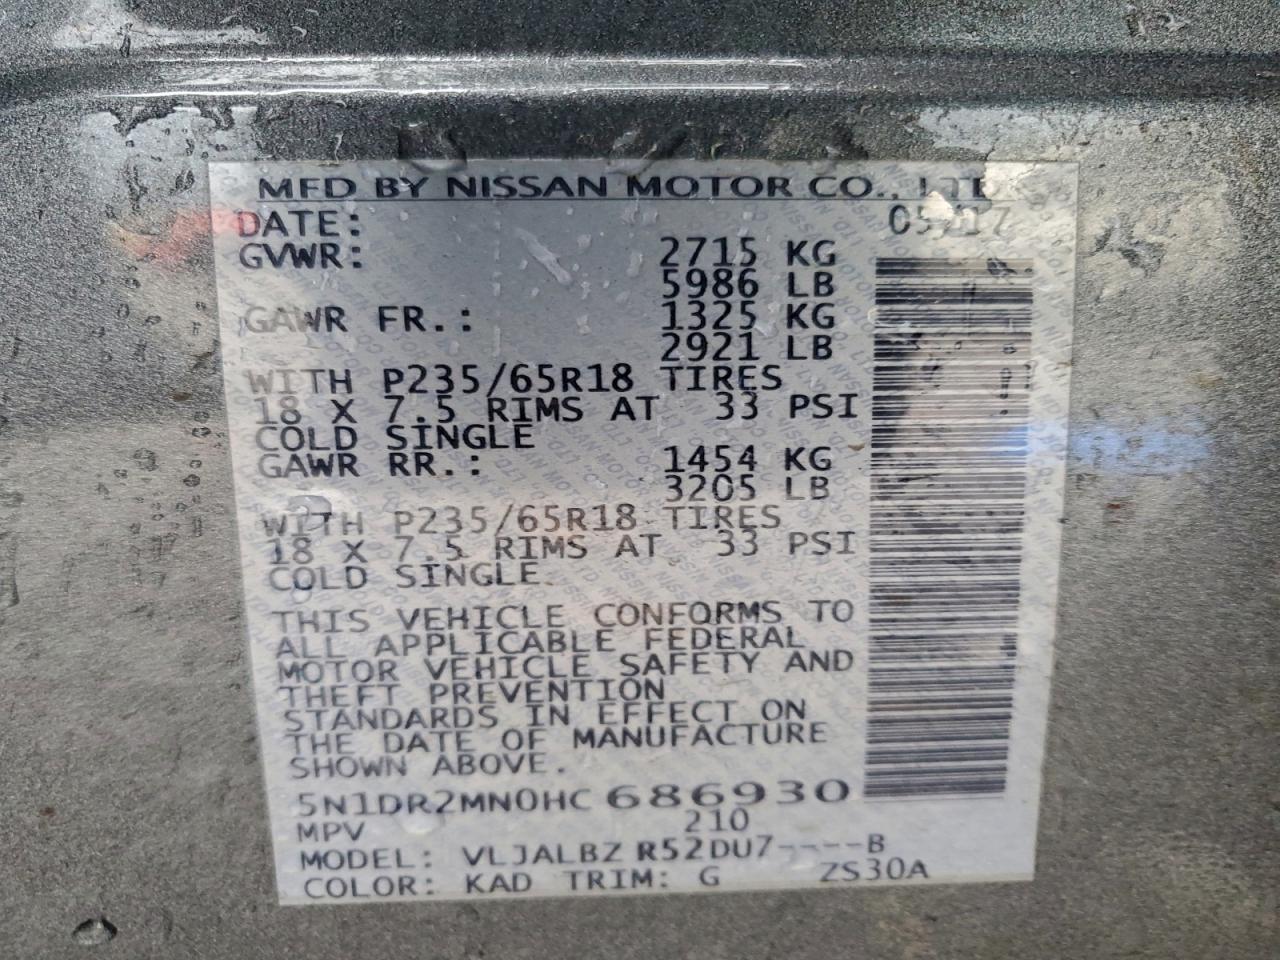 MFD BY NISSAN MOTOR CO., LTD
DATE: 05/17
GVWR: 2715 KG
5986 LB
GAWR FR.: 1325 KG
2921 LB
WITH P235/65R18 TIRES
18 X 7.5 RIMS AT 33 PSI
COLD SINGLE
GAWR RR.: 1454 KG
3205 LB
WITH P235/65R18 TIRES
18 X 7.5 RIMS AT 33 PSI
COLD SINGLE
THIS VEHICLE CONFORMS TO
ALL APPLICABLE FEDERAL
MOTOR VEHICLE SAFETY AND
THEFT PREVENTION
STANDARDS IN EFFECT ON
THE DATE OF MANUFACTURE
SHOWN ABOVE.
5N1DR2MN0HC686930
MPV 210
MODEL: VLJALBZ R52DU7----B
COLOR: KAD TRIM: G ZS30A